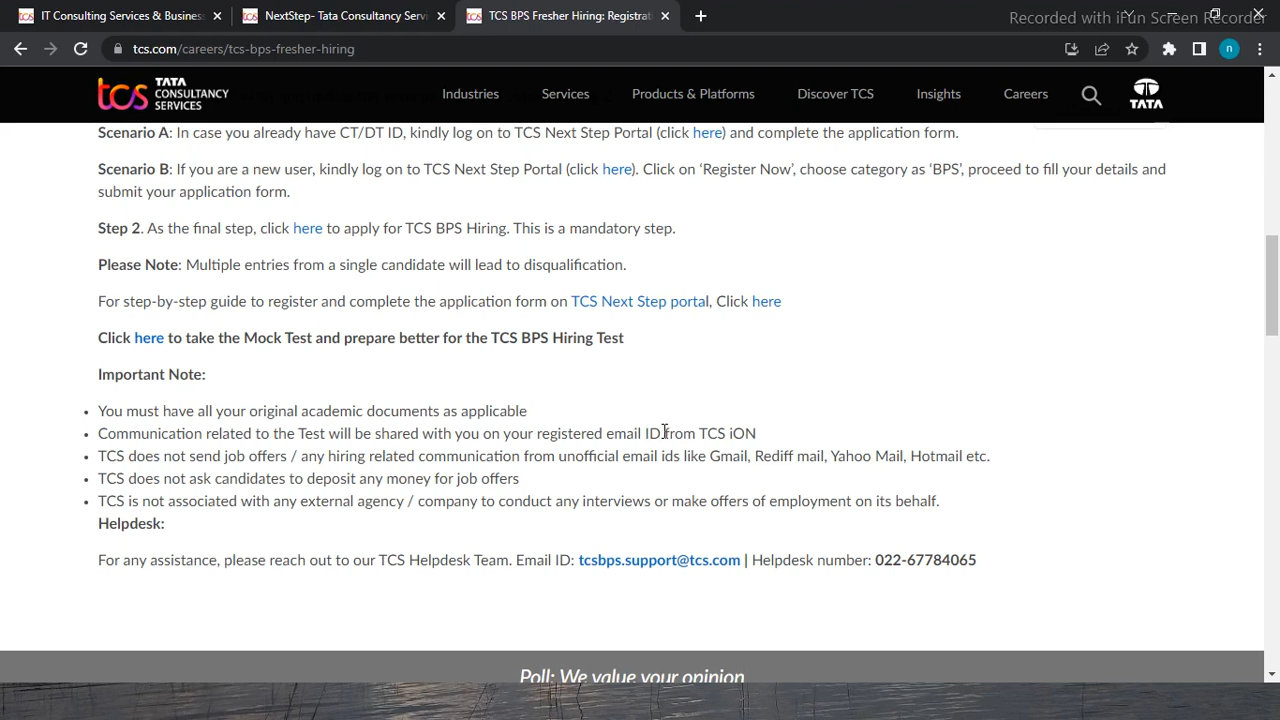 IT Consulting Services & Business
NextStep- Tata Consultancy Servi
TCS BPS Fresher Hiring: Registrati
Recorded with iFun Screen Recorder
tcs.com/careers/tcs-bps-fresher-hiring
n
tcs TATA CONSULTANCY SERVICES
Industries Services Products & Platforms Discover TCS Insights Careers
TATA
Scenario A: In case you already have CT/DT ID, kindly log on to TCS Next Step Portal (click here) and complete the application form.
Scenario B: If you are a new user, kindly log on to TCS Next Step Portal (click here). Click on ‘Register Now’, choose category as ‘BPS’, proceed to fill your details and
submit your application form.
Step 2. As the final step, click here to apply for TCS BPS Hiring. This is a mandatory step.
Please Note: Multiple entries from a single candidate will lead to disqualification.
For step-by-step guide to register and complete the application form on TCS Next Step portal, Click here
Click here to take the Mock Test and prepare better for the TCS BPS Hiring Test
Important Note:
• You must have all your original academic documents as applicable
• Communication related to the Test will be shared with you on your registered email ID from TCS iON
• TCS does not send job offers / any hiring related communication from unofficial email ids like Gmail, Rediff mail, Yahoo Mail, Hotmail etc.
• TCS does not ask candidates to deposit any money for job offers
• TCS is not associated with any external agency / company to conduct any interviews or make offers of employment on its behalf.
Helpdesk:
For any assistance, please reach out to our TCS Helpdesk Team. Email ID: tcsbps.support@tcs.com | Helpdesk number: 022-67784065
Poll: We value your opinion